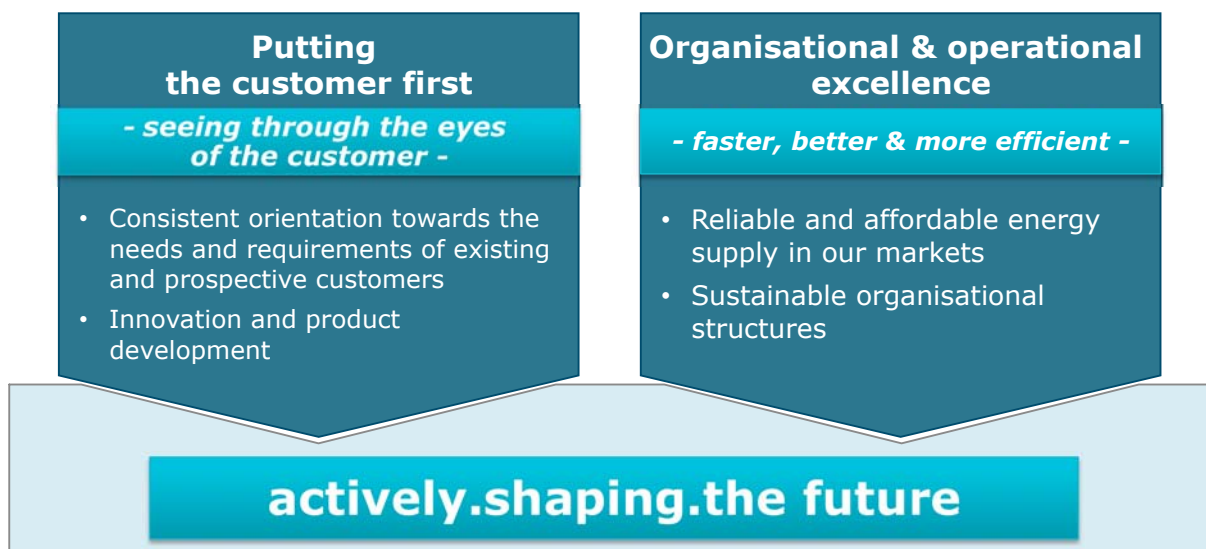 Putting
the customer first
- seeing through the eyes
of the customer -
• Consistent orientation towards the
needs and requirements of existing
and prospective customers
• Innovation and product
development
Organisational & operational
excellence
- faster, better & more efficient -
• Reliable and affordable energy
supply in our markets
• Sustainable organisational
structures
actively.shaping.the future